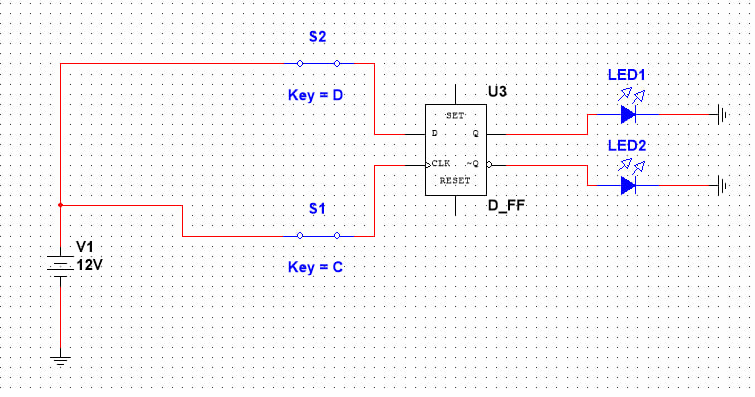 S2
Key = D
U3
SET
D Q
CLK ~Q
RESET
D_FF
LED1
LED2
S1
Key = C
V1
12V